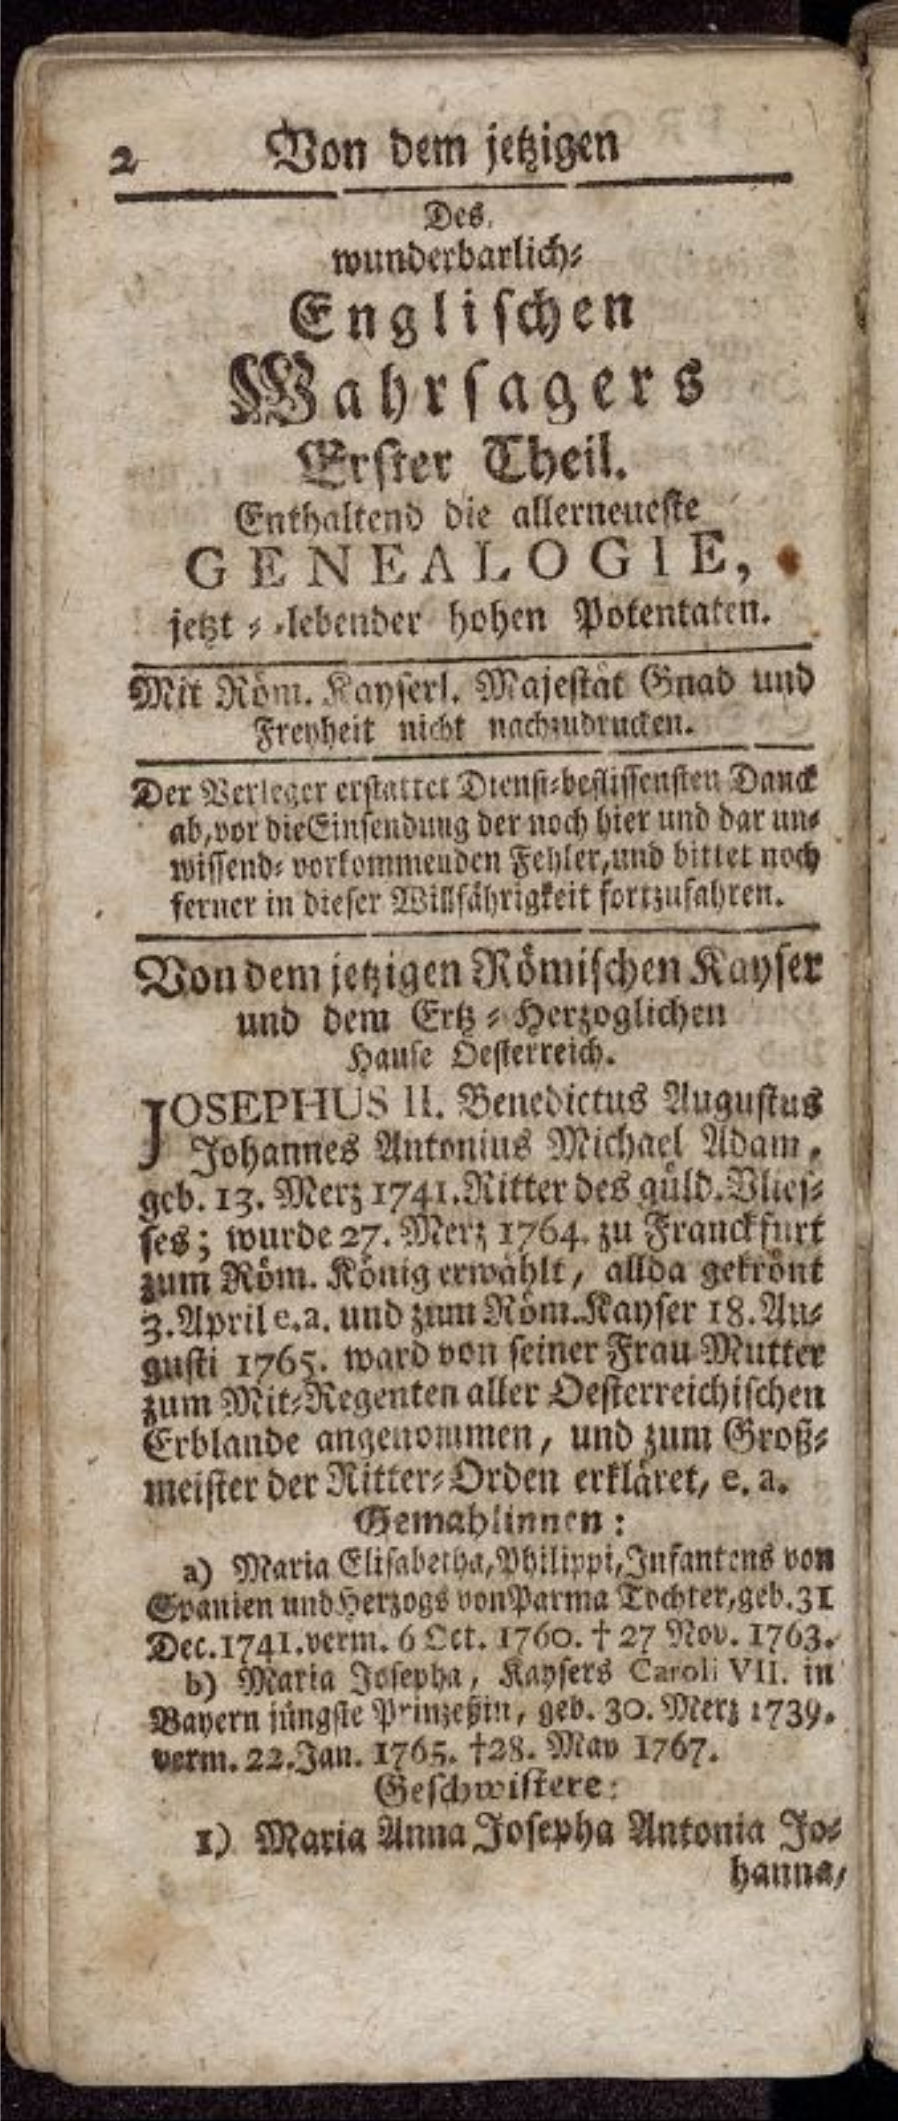 2 Von dem jetzigen
Des
wunderbarlich-
Englischen
Wahrsagers
Erster Theil.
Enthaltend die allerneueste
GENEALOGIE,
jetzt - lebender hohen Potentaten.
Mit Röm. Kayserl. Majestät Gnad und
Freyheit nicht nachzudrucken.
Der Verleger erstattet Dienst-beflissensten Danck
ab, vor die Einsendung der noch hier und dar un-
wissend- vorkommenden Fehler, und bittet noch
ferner in dieser Willfährigkeit fortzufahren.
Von dem jetzigen Römischen Kayser
und dem Ertz - Herzoglichen
Hause Oesterreich.
JOSEPHUS II. Benedictus Augustus
Johannes Antonius Michael Adam,
geb. 13. Merz 1741. Ritter des güld. Vlies-
ses; wurde 27. Merz 1764. zu Franckfurt
zum Röm. König erwählt, allda gekrönt
3. April e. a. und zum Röm. Kayser 18. Au-
gusti 1765. ward von seiner Frau Mutter
zum Mit-Regenten aller Oesterreichischen
Erblande angenommen, und zum Groß-
meister der Ritter-Orden erkläret, e. a.
Gemahlinnen:
a) Maria Elisabetha, Philippi, Infantens von
Spanien und Herzogs von Parma Tochter, geb. 31
Dec. 1741. verm. 6 Oct. 1760. † 27 Nov. 1763.
b) Maria Josepha, Kaysers Caroli VII. in
Bayern jüngste Prinzeßin, geb. 30. Merz 1739.
verm. 22. Jan. 1765. † 28. May 1767.
Geschwistere:
1) Maria Anna Josepha Antonia Jo-
hanna,